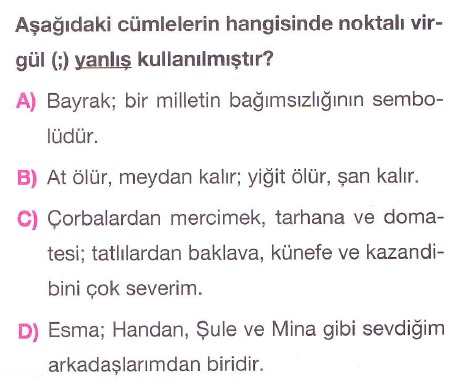 Aşağıdaki cümlelerin hangisinde noktalı vir-
gül (;) yanlış kullanılmıştır?
A) Bayrak; bir milletin bağımsızlığının sembo-
lüdür.
B) At ölür, meydan kalır; yiğit ölür, şan kalır.
C) Çorbalardan mercimek, tarhana ve doma-
tesi; tatlılardan baklava, künefe ve kazandi-
bini çok severim.
D) Esma; Handan, Şule ve Mina gibi sevdiğim
arkadaşlarımdan biridir.